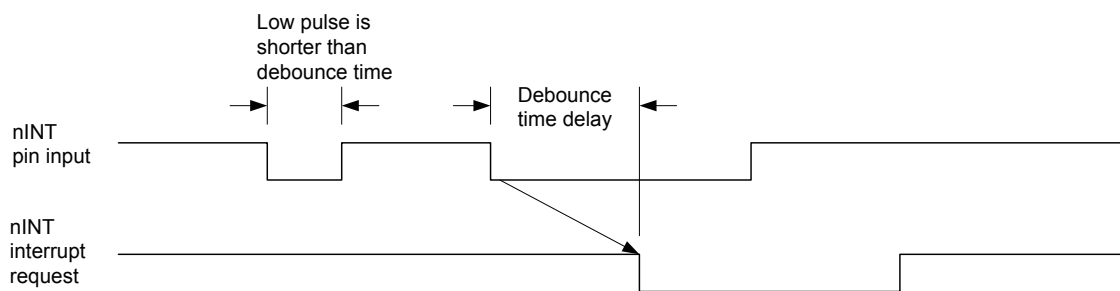 Low pulse is
shorter than
debounce time
Debounce
time delay
nINT
pin input
nINT
interrupt
request